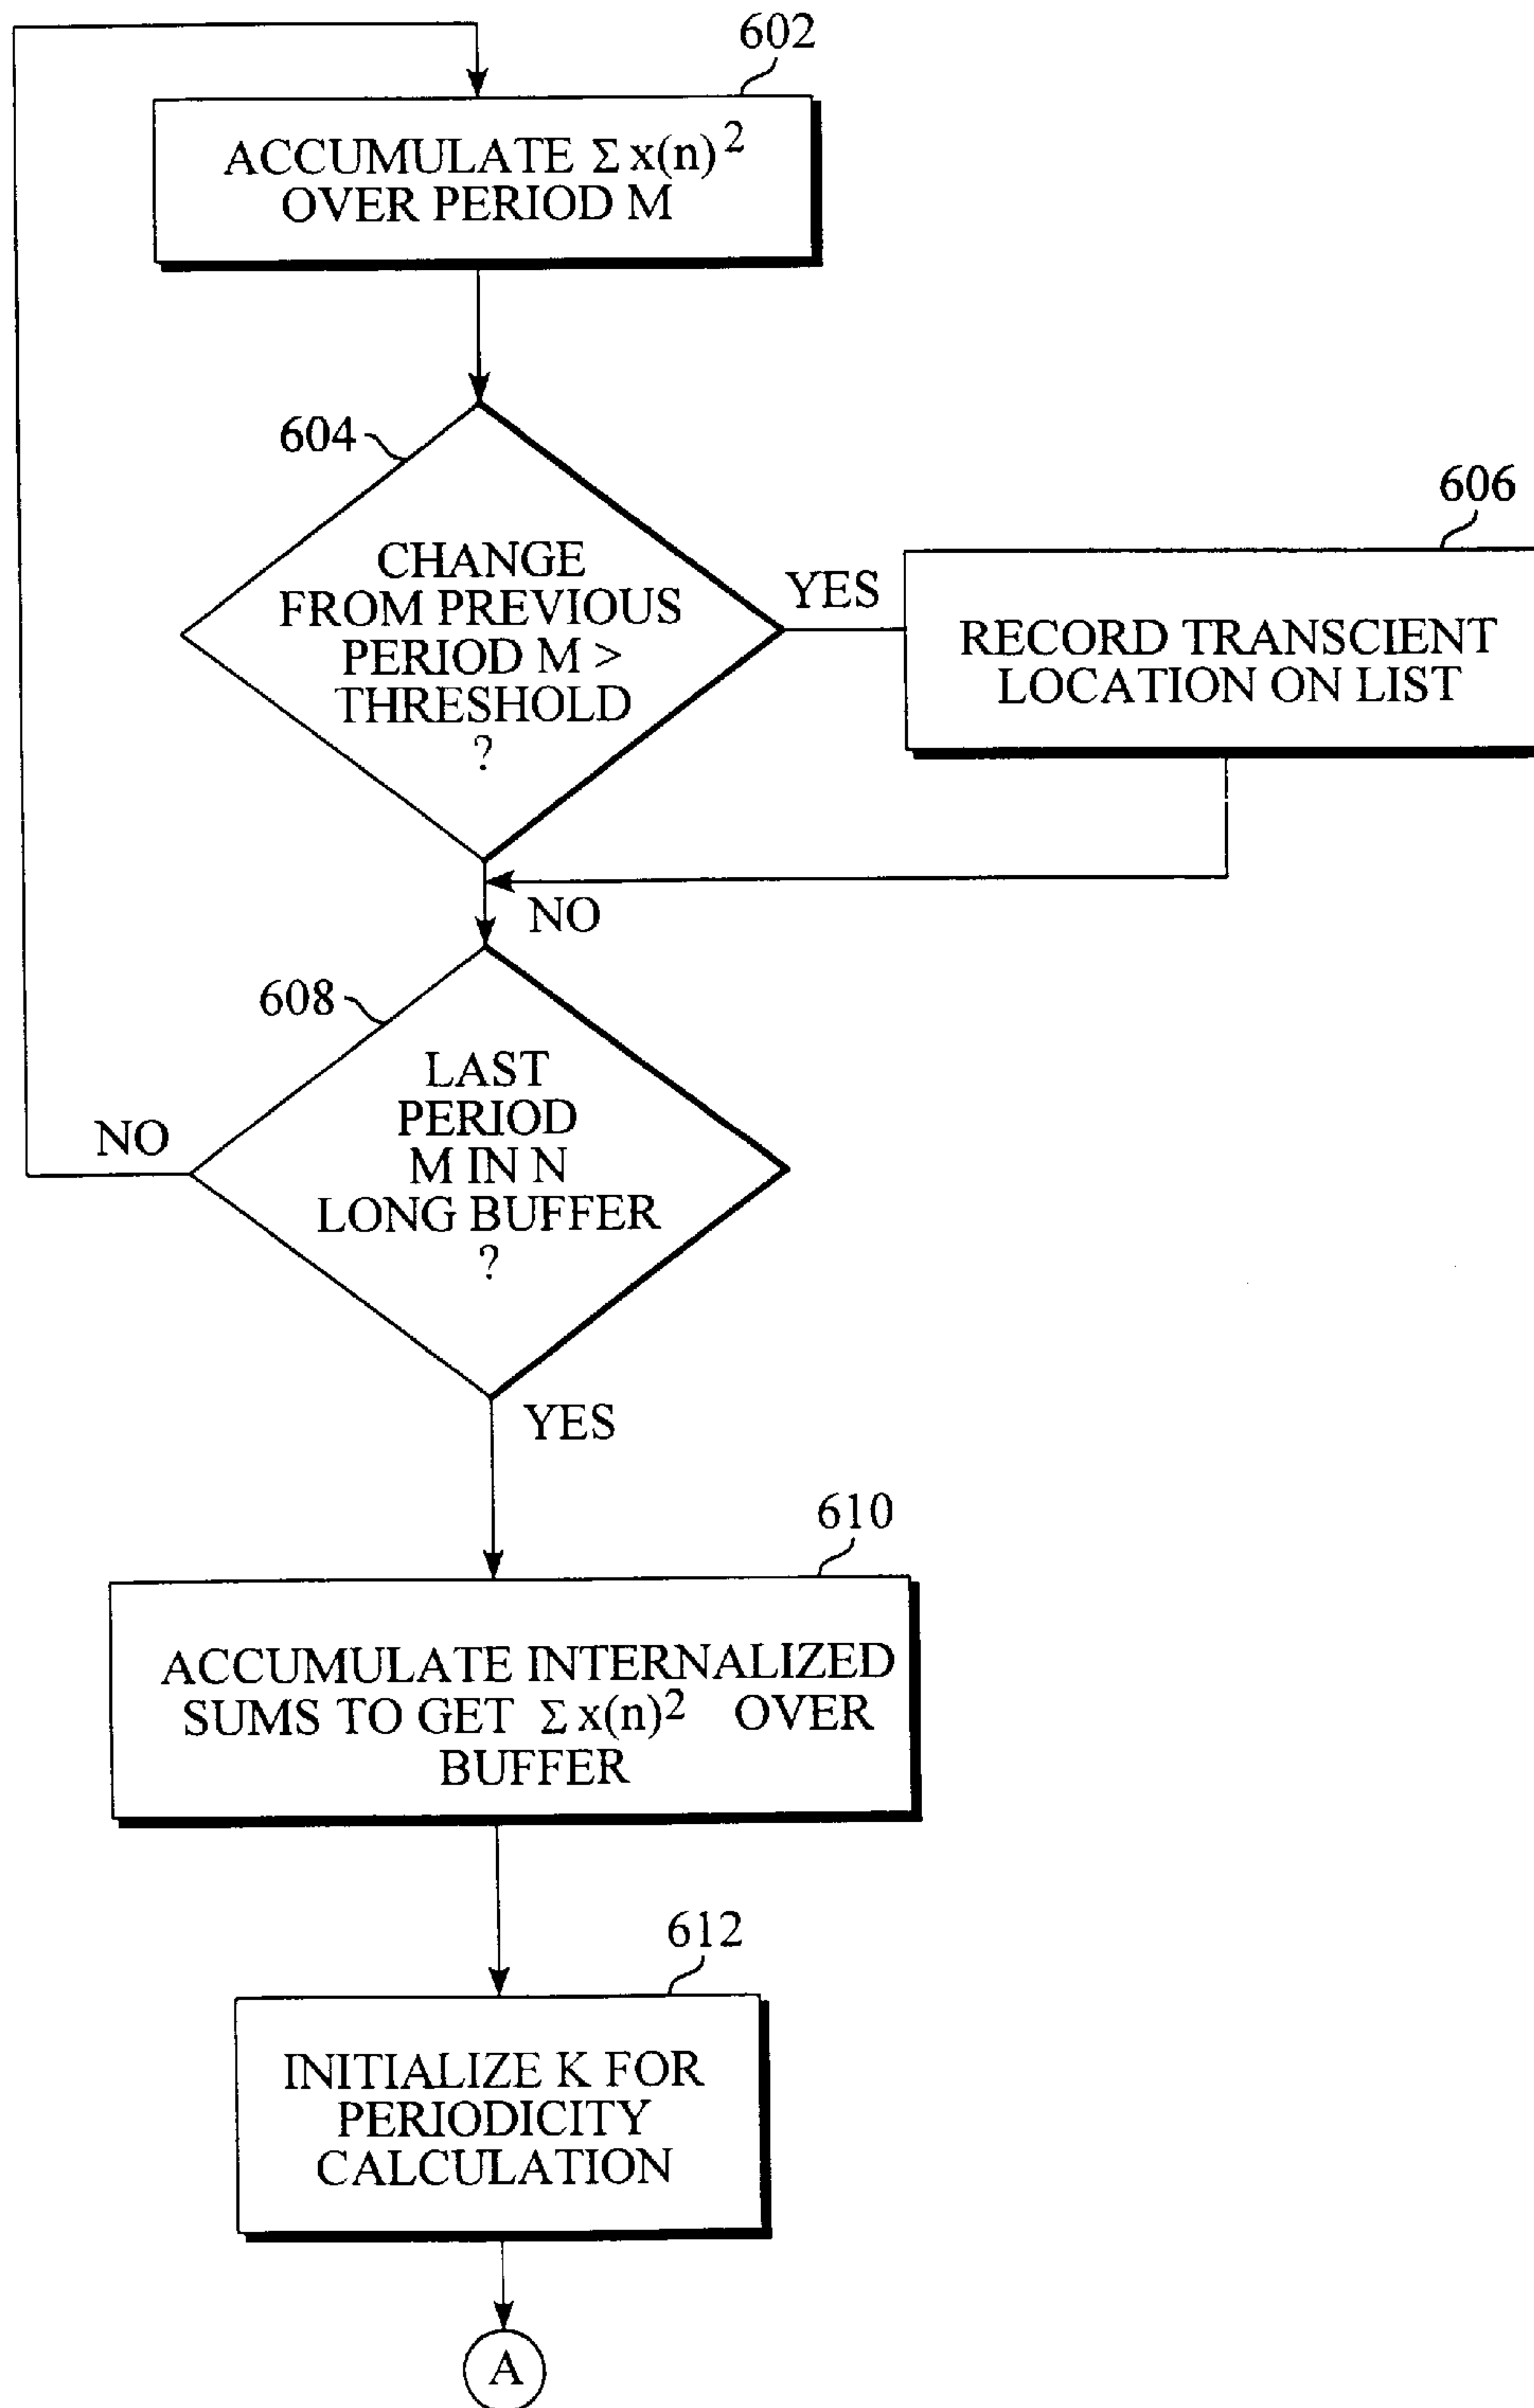 602
ACCUMULATE Σ x(n)²
OVER PERIOD M
604
CHANGE
FROM PREVIOUS
PERIOD M >
THRESHOLD
?
YES
606
RECORD TRANSCIENT
LOCATION ON LIST
NO
608
LAST
PERIOD
M IN N
LONG BUFFER
?
NO
YES
610
ACCUMULATE INTERNALIZED
SUMS TO GET Σ x(n)² OVER
BUFFER
612
INITIALIZE K FOR
PERIODICITY
CALCULATION
A